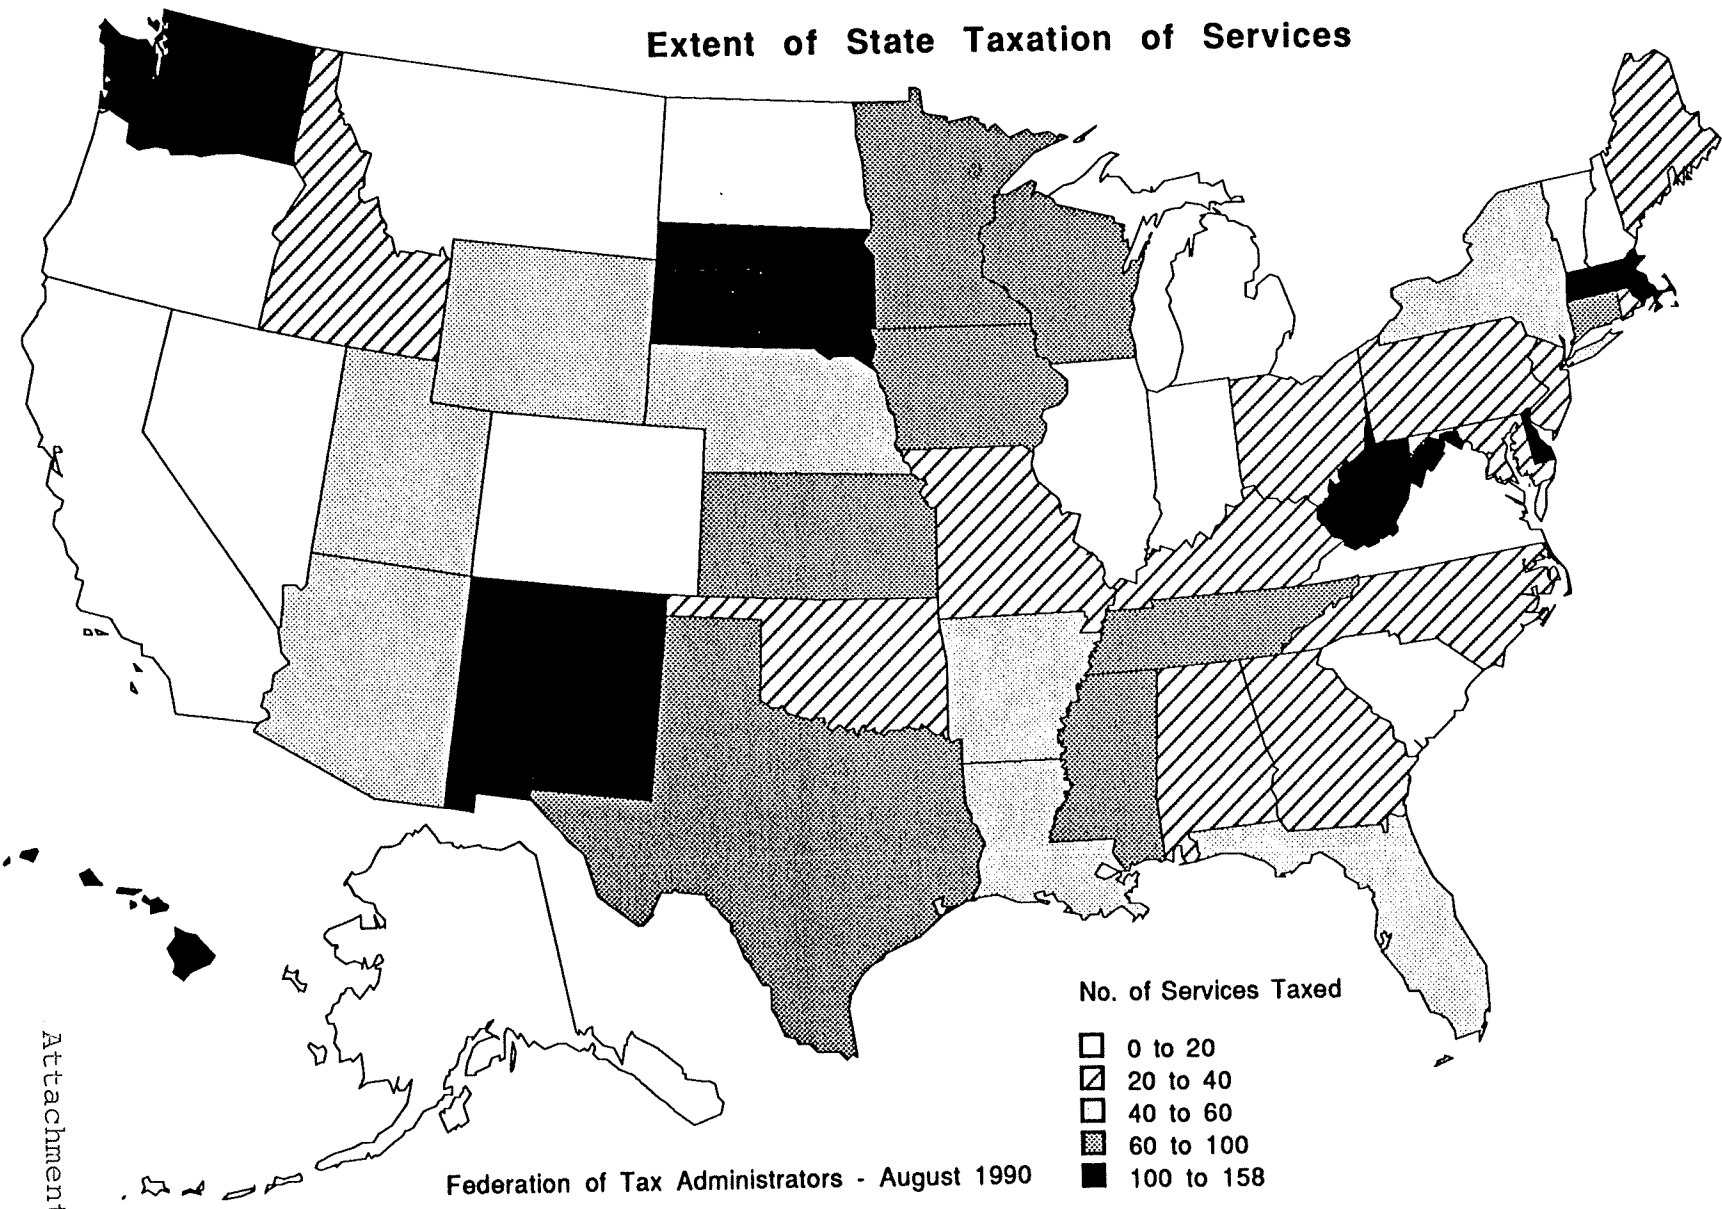 Extent of State Taxation of Services
No. of Services Taxed
0 to 20
20 to 40
40 to 60
60 to 100
100 to 158
Federation of Tax Administrators - August 1990
Attachment